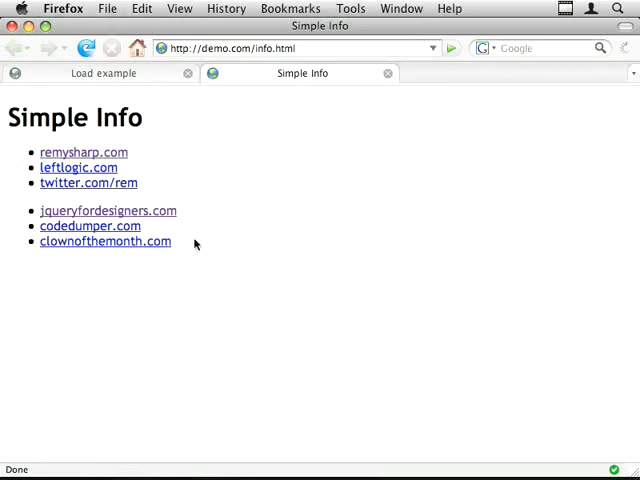 Firefox File Edit View History Bookmarks Tools Window Help
Simple Info
http://demo.com/info.html
G Google
Load example
Simple Info
Simple Info
remysharp.com
leftlogic.com
twitter.com/rem
jqueryfordesigners.com
codedumper.com
clownofthemonth.com
Done